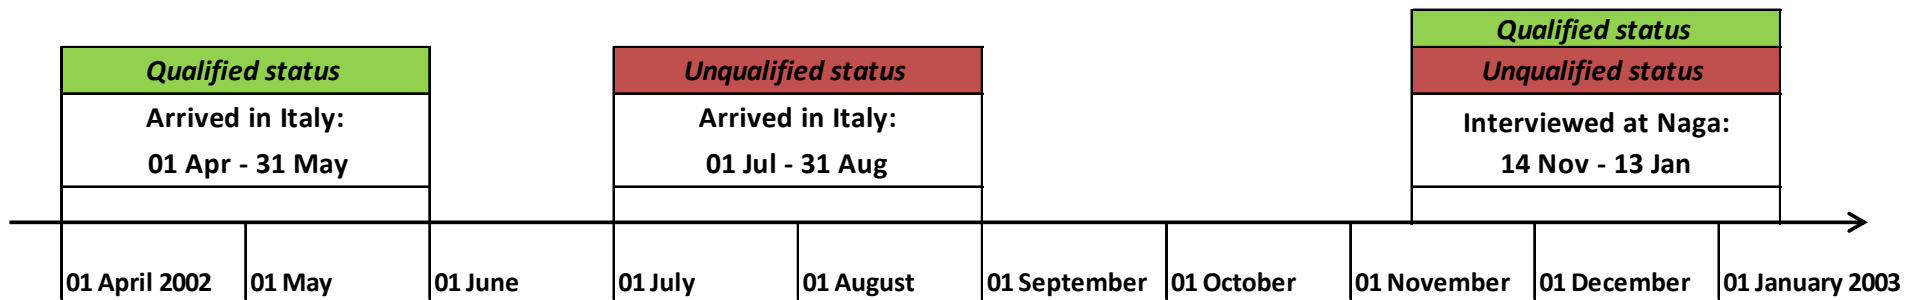 Qualified status
Arrived in Italy:
01 Apr - 31 May
Unqualified status
Arrived in Italy:
01 Jul - 31 Aug
Qualified status
Unqualified status
Interviewed at Naga:
14 Nov - 13 Jan
01 April 2002
01 May
01 June
01 July
01 August
01 September
01 October
01 November
01 December
01 January 2003